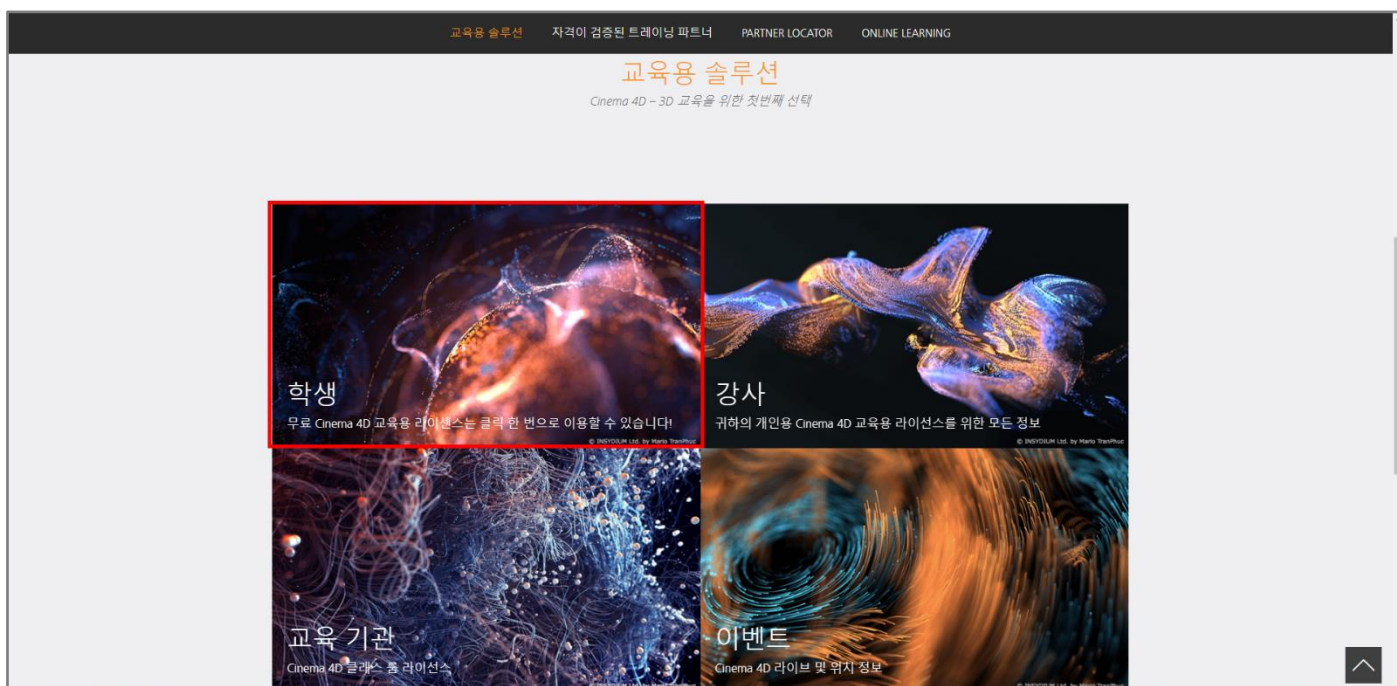 교육용 솔루션 자격이 검증된 트레이닝 파트너 PARTNER LOCATOR ONLINE LEARNING
교육용 솔루션
Cinema 4D – 3D 교육을 위한 첫번째 선택
학생
무료 Cinema 4D 교육용 라이센스는 클릭 한 번으로 이용할 수 있습니다!
© INSYDIUM Ltd. by Mario TranPhuc
강사
귀하의 개인용 Cinema 4D 교육용 라이선스를 위한 모든 정보
© INSYDIUM Ltd. by Mario TranPhuc
교육 기관
Cinema 4D 클래스 룸 라이선스
이벤트
Cinema 4D 라이브 및 위치 정보